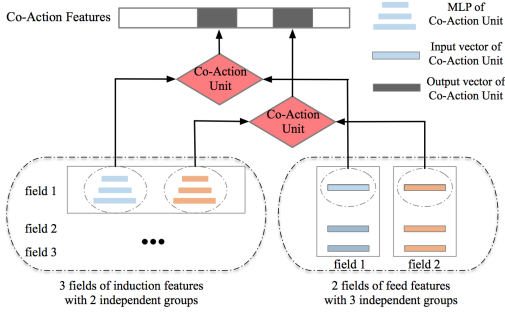 Co-Action Features
MLP of
Co-Action Unit
Input vector of
Co-Action Unit
Output vector of
Co-Action Unit
Co-Action
Unit
Co-Action
Unit
field 1
field 2
field 3
field 1
field 2
3 fields of induction features
with 2 independent groups
2 fields of feed features
with 3 independent groups